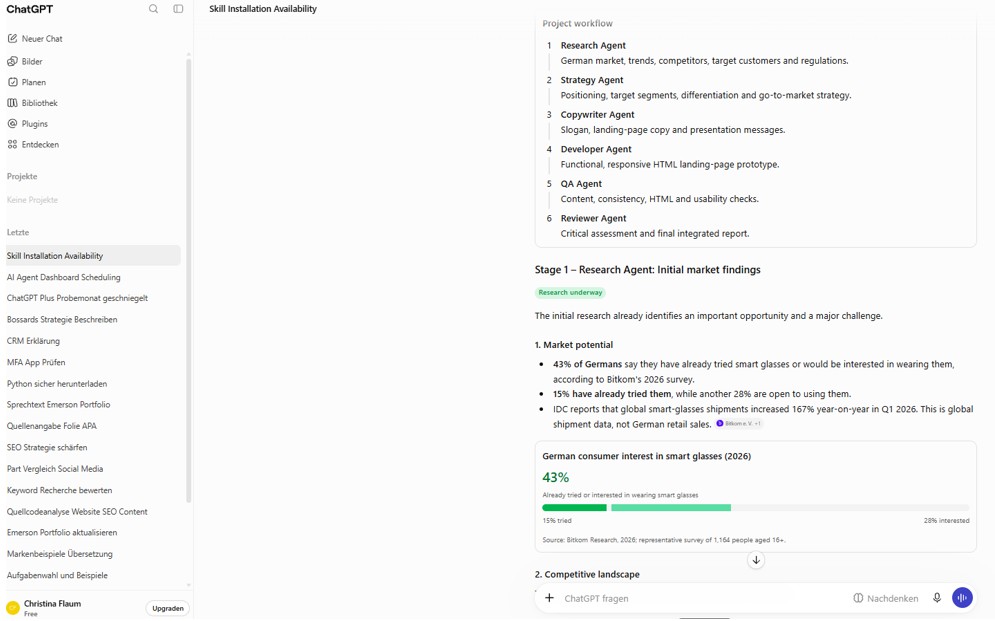 ChatGPT
Neuer Chat
Bilder
Planen
Bibliothek
Plugins
Entdecken
Projekte
Keine Projekte
Letzte
Skill Installation Availability
AI Agent Dashboard Scheduling
ChatGPT Plus Probemonat geschniegelt
Bossards Strategie Beschreiben
CRM Erklärung
MFA App Prüfen
Python sicher herunterladen
Sprechtext Emerson Portfolio
Quellenangabe Folie APA
SEO Strategie schärfen
Part Vergleich Social Media
Keyword Recherche bewerten
Quellcodeanalyse Website SEO Content
Emerson Portfolio aktualisieren
Markenbeispiele Übersetzung
Aufgabenwahl und Beispiele
Christina Flaum
Free
Upgraden
Skill Installation Availability
Project workflow
1 Research Agent
German market, trends, competitors, target customers and regulations.
2 Strategy Agent
Positioning, target segments, differentiation and go-to-market strategy.
3 Copywriter Agent
Slogan, landing-page copy and presentation messages.
4 Developer Agent
Functional, responsive HTML landing-page prototype.
5 QA Agent
Content, consistency, HTML and usability checks.
6 Reviewer Agent
Critical assessment and final integrated report.
Stage 1 – Research Agent: Initial market findings
Research underway
The initial research already identifies an important opportunity and a major challenge.
1. Market potential
• 43% of Germans say they have already tried smart glasses or would be interested in wearing them,
according to Bitkom's 2026 survey.
• 15% have already tried them, while another 28% are open to using them.
• IDC reports that global smart-glasses shipments increased 167% year-on-year in Q1 2026. This is global
shipment data, not German retail sales. Bitkom e. V. +1
German consumer interest in smart glasses (2026)
43%
Already tried or interested in wearing smart glasses
15% tried 28% interested
Source: Bitkom Research, 2026; representative survey of 1,164 people aged 16+.
2. Competitive landscape
ChatGPT fragen
Nachdenken